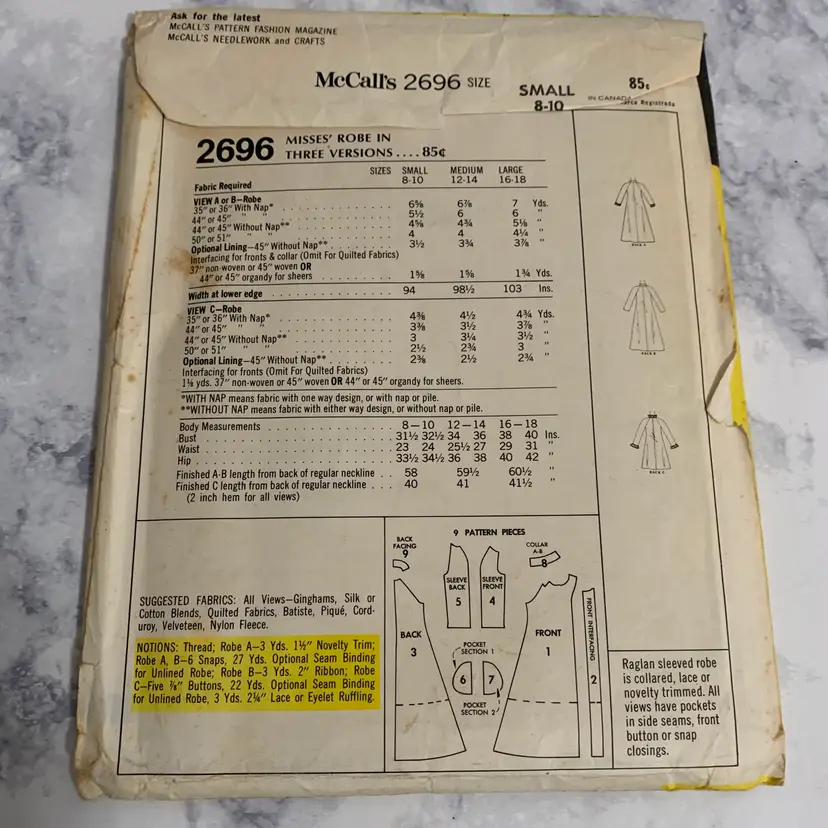 Ask for the latest
McCALL'S PATTERN FASHION MAGAZINE
McCALL'S NEEDLEWORK and CRAFTS
McCall's 2696 SIZE SMALL 8-10 85¢
IN CANADA
Marca Registrada
2696 MISSES' ROBE IN
THREE VERSIONS....85¢
SIZES SMALL MEDIUM LARGE
8-10 12-14 16-18
Fabric Required
VIEW A or B—Robe
35" or 36" With Nap* 6⅝ 6⅞ 7 Yds.
44" or 45" " " 5½ 6 6 "
44" or 45" Without Nap** 4⅝ 4¾ 5⅛ "
50" or 51" " " 4 4 4¼ "
Optional Lining—45" Without Nap** 3½ 3¾ 3⅞ "
Interfacing for fronts & collar (Omit For Quilted Fabrics)
37" non-woven or 45" woven OR
44" or 45" organdy for sheers 1⅝ 1⅝ 1¾ Yds.
Width at lower edge 94 98½ 103 Ins.
VIEW C—Robe
35" or 36" With Nap* 4⅜ 4½ 4¾ Yds.
44" or 45" " " 3⅜ 3½ 3⅞ "
44" or 45" Without Nap** 3 3¼ 3½ "
50" or 51" " " 2½ 2¾ 3 "
Optional Lining—45" Without Nap** 2⅜ 2½ 2¾ "
Interfacing for fronts (Omit For Quilted Fabrics)
1⅛ yds. 37" non-woven or 45" woven OR 44" or 45" organdy for sheers.
*WITH NAP means fabric with one way design, or with nap or pile.
**WITHOUT NAP means fabric with either way design, or without nap or pile.
Body Measurements 8—10 12—14 16—18
Bust 31½ 32½ 34 36 38 40 Ins.
Waist 23 24 25½ 27 29 31 "
Hip 33½ 34½ 36 38 40 42 "
Finished A-B length from back of regular neckline 58 59½ 60½ "
Finished C length from back of regular neckline 40 41 41½ "
(2 inch hem for all views)
BACK A
BACK B
BACK C
SUGGESTED FABRICS: All Views—Ginghams, Silk or
Cotton Blends, Quilted Fabrics, Batiste, Piqué, Cord-
uroy, Velveteen, Nylon Fleece.
NOTIONS: Thread; Robe A—3 Yds. 1½" Novelty Trim;
Robe A, B—6 Snaps, 27 Yds. Optional Seam Binding
for Unlined Robe; Robe B—3 Yds. 2" Ribbon; Robe
C—Five ⅞" Buttons, 22 Yds. Optional Seam Binding
for Unlined Robe, 3 Yds. 2¼" Lace or Eyelet Ruffling.
9 PATTERN PIECES
BACK FACING
9
COLLAR
A-B
8
SLEEVE BACK
5
SLEEVE FRONT
4
BACK
3
POCKET SECTION 1
6
7
POCKET SECTION 2
FRONT
1
FRONT INTERFACING
2
Raglan sleeved robe
is collared, lace or
novelty trimmed. All
views have pockets
in side seams, front
button or snap
closings.